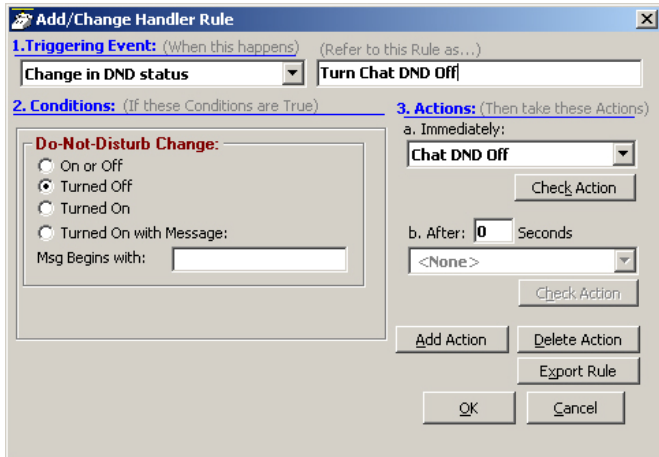 Add/Change Handler Rule
1.Triggering Event: (When this happens)
(Refer to this Rule as...)
Change in DND status
Turn Chat DND Off
2. Conditions: (If these Conditions are True)
Do-Not-Disturb Change:
On or Off
Turned Off
Turned On
Turned On with Message:
Msg Begins with:
3. Actions: (Then take these Actions)
a. Immediately:
Chat DND Off
Check Action
b. After: 0 Seconds
<None>
Check Action
Add Action
Delete Action
Export Rule
OK
Cancel